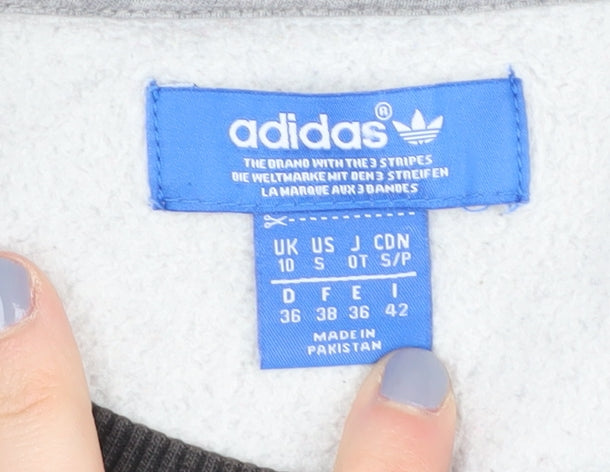 adidas®
THE BRAND WITH THE 3 STRIPES
DIE WELTMARKE MIT DEN 3 STREIFEN
LA MARQUE AUX 3 BANDES
UK US J CDN
10 S OT S/P
D F E I
36 38 36 42
MADE IN
PAKISTAN